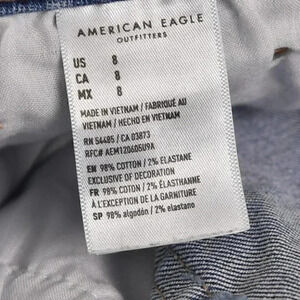 AMERICAN EAGLE
OUTFITTERS
US 8
CA 8
MX 8
MADE IN VIETNAM / FABRIQUÉ AU
VIETNAM / HECHO EN VIETNAM
RN 54485 / CA 03873
RFC# AEM120605U9A
EN 98% COTTON / 2% ELASTANE
EXCLUSIVE OF DECORATION
FR 98% COTON / 2% ÉLASTHANNE
À L'EXCEPTION DE LA GARNITURE
SP 98% algodón / 2% elastano